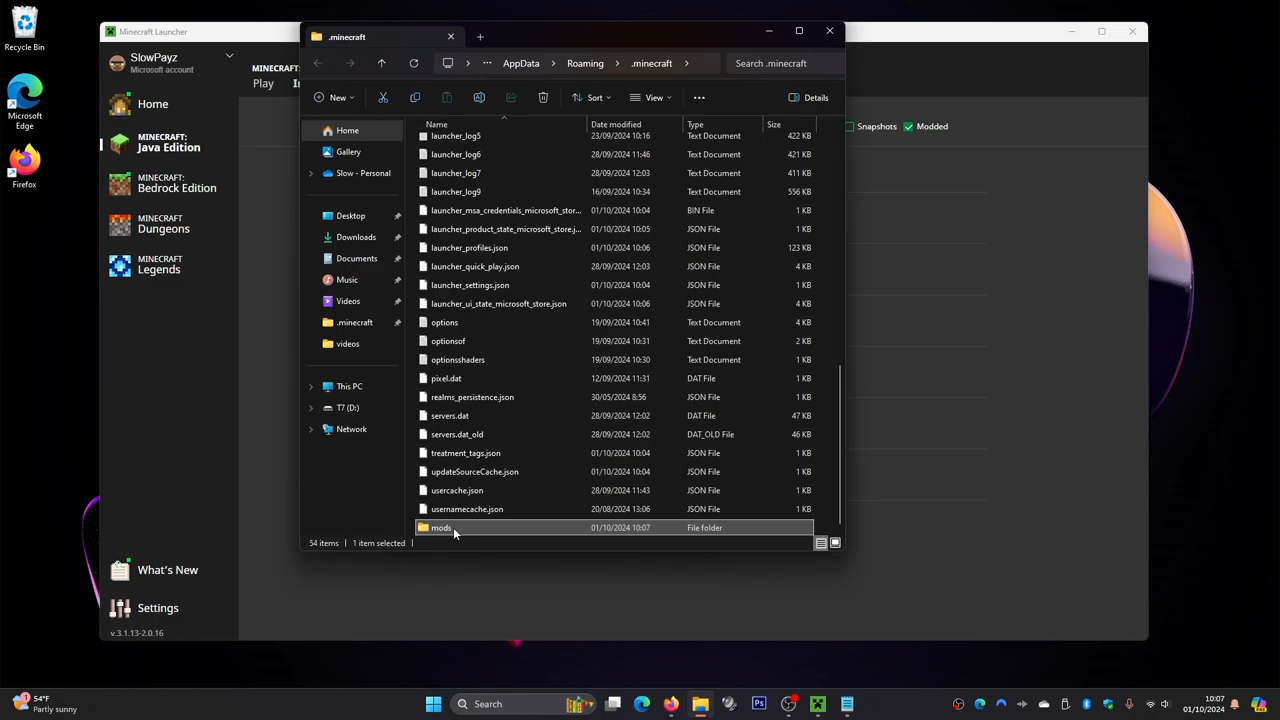 Recycle Bin
Microsoft
Edge
Firefox
Minecraft Launcher
SlowPayz
Microsoft account
Home
MINECRAFT:
Java Edition
MINECRAFT:
Bedrock Edition
MINECRAFT
Dungeons
MINECRAFT
Legends
What's New
Settings
v.3.1.13-2.0.16
MINECRAFT:
Play In
Snapshots Modded
.minecraft
AppData Roaming .minecraft Search .minecraft
New Sort View Details
Home
Gallery
Slow - Personal
Desktop
Downloads
Documents
Music
Videos
.minecraft
videos
This PC
T7 (D:)
Network
Name Date modified Type Size
launcher_log5 23/09/2024 10:16 Text Document 422 KB
launcher_log6 28/09/2024 11:46 Text Document 421 KB
launcher_log7 28/09/2024 12:03 Text Document 411 KB
launcher_log9 16/09/2024 10:34 Text Document 556 KB
launcher_msa_credentials_microsoft_stor... 01/10/2024 10:04 BIN File 1 KB
launcher_product_state_microsoft_store.j... 01/10/2024 10:05 JSON File 1 KB
launcher_profiles.json 01/10/2024 10:06 JSON File 123 KB
launcher_quick_play.json 28/09/2024 12:03 JSON File 4 KB
launcher_settings.json 01/10/2024 10:04 JSON File 1 KB
launcher_ui_state_microsoft_store.json 01/10/2024 10:06 JSON File 4 KB
options 19/09/2024 10:41 Text Document 4 KB
optionsof 19/09/2024 10:31 Text Document 2 KB
optionsshaders 19/09/2024 10:30 Text Document 1 KB
pixel.dat 12/09/2024 11:31 DAT File 1 KB
realms_persistence.json 30/05/2024 8:56 JSON File 1 KB
servers.dat 28/09/2024 12:02 DAT File 47 KB
servers.dat_old 28/09/2024 12:02 DAT_OLD File 46 KB
treatment_tags.json 01/10/2024 10:04 JSON File 1 KB
updateSourceCache.json 01/10/2024 10:04 JSON File 1 KB
usercache.json 28/09/2024 11:43 JSON File 1 KB
usernamecache.json 20/08/2024 13:06 JSON File 1 KB
mods 01/10/2024 10:07 File folder
54 items 1 item selected
1
54°F
Partly sunny
Search
10:07
01/10/2024